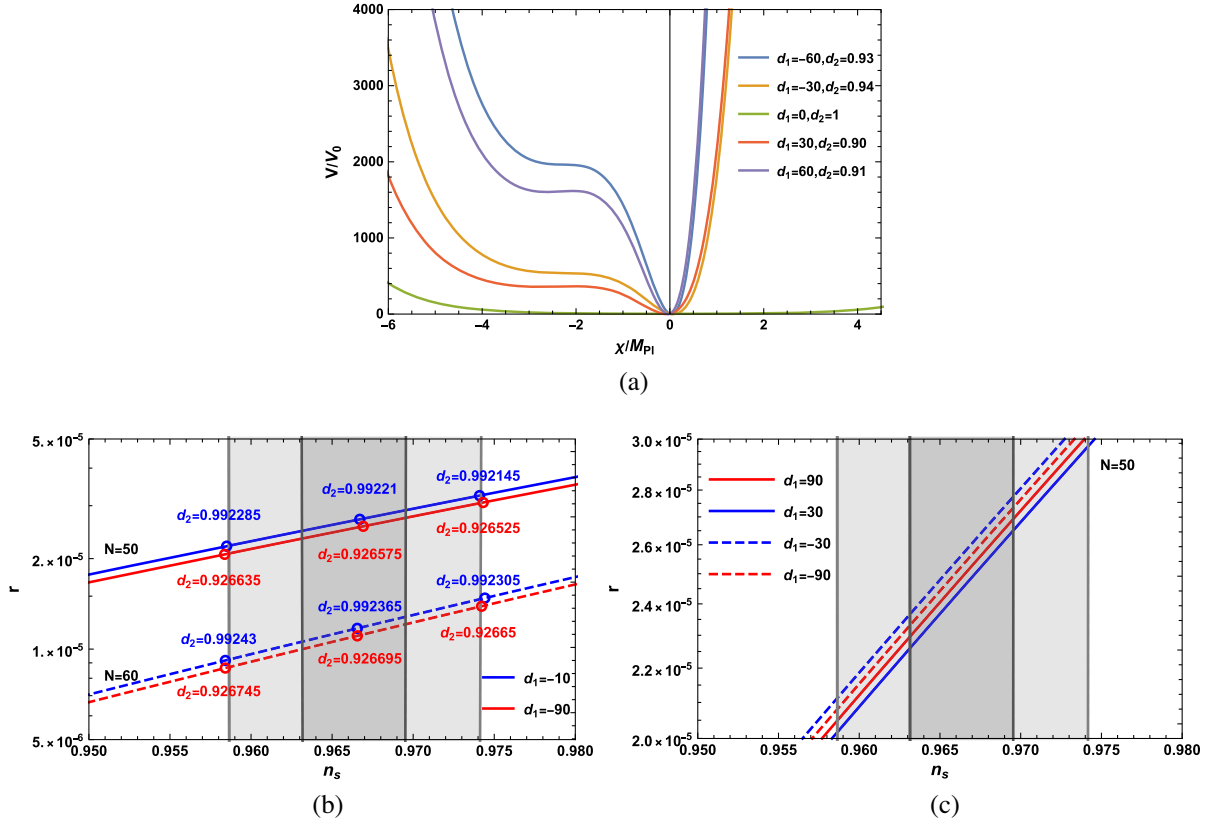 4000
3000
2000
1000
0
V/V0
-6
-4
-2
0
2
4
χ/MPl
d1=-60,d2=0.93
d1=-30,d2=0.94
d1=0,d2=1
d1=30,d2=0.90
d1=60,d2=0.91
(a)
5.×10-5
2.×10-5
1.×10-5
5.×10-6
r
d2=0.992285
d2=0.99221
d2=0.992145
N=50
d2=0.926635
d2=0.926575
d2=0.926525
d2=0.99243
d2=0.992365
d2=0.992305
N=60
d2=0.926745
d2=0.926695
d2=0.92665
d1=-10
d1=-90
0.950
0.955
0.960
0.965
0.970
0.975
0.980
ns
(b)
3.0×10-5
2.8×10-5
2.6×10-5
2.4×10-5
2.2×10-5
2.0×10-5
r
d1=90
d1=30
d1=-30
d1=-90
N=50
0.950
0.955
0.960
0.965
0.970
0.975
0.980
ns
(c)